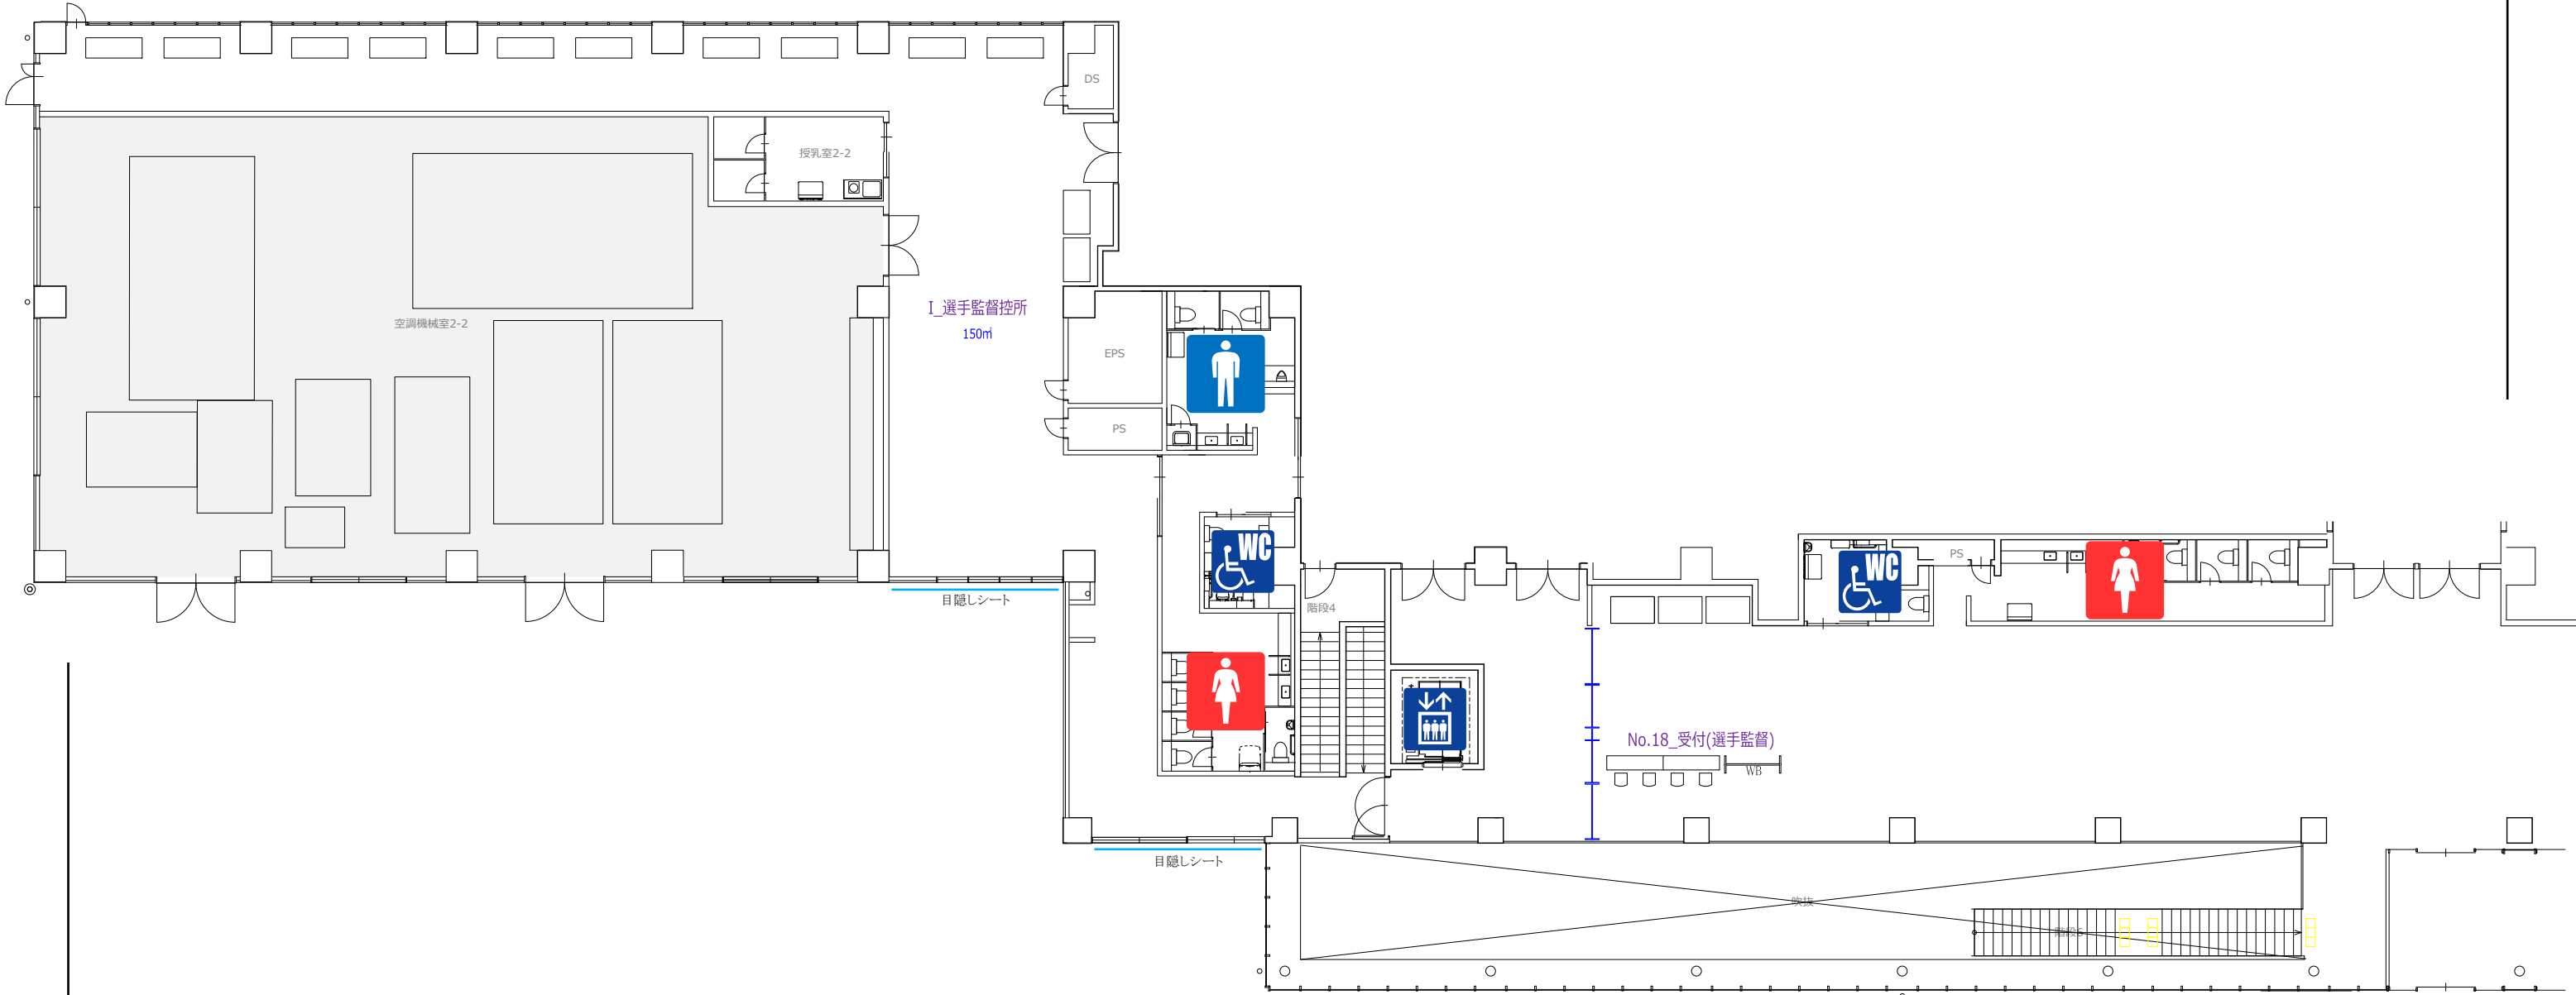 DS
授乳室2-2
I_選手監督控所
150㎡
空調機械室2-2
EPS
PS
WC
目隠しシート
階段4
WC
PS
No.18_受付(選手監督)
WB
目隠しシート
吹抜